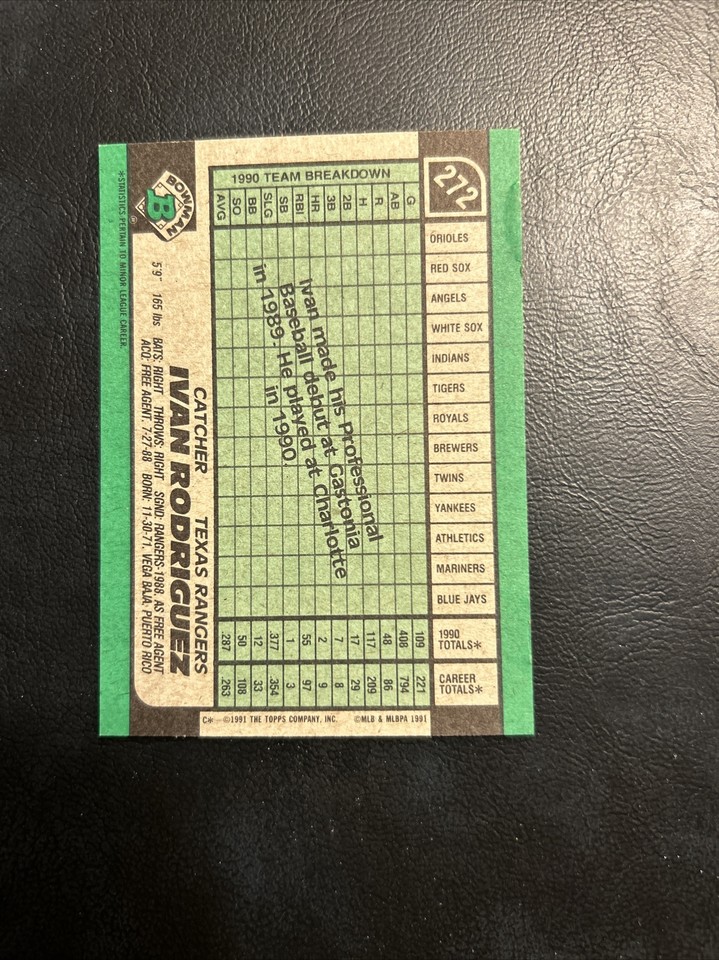 272
ORIOLES
RED SOX
ANGELS
WHITE SOX
INDIANS
TIGERS
ROYALS
BREWERS
TWINS
YANKEES
ATHLETICS
MARINERS
BLUE JAYS
1990 TOTALS*
CAREER TOTALS*
1990 TEAM BREAKDOWN
G 109 221
AB 408 794
R 48 86
H 117 209
2B 17 29
3B 7 8
HR 2 9
RBI 55 97
SB 1 3
SLG .377 .354
BB 12 33
SO 50 108
AVG .287 .263
Ivan made his professional
Baseball debut at Gastonia
in 1989. He played at Charlotte
in 1990.
CATCHER TEXAS RANGERS
IVAN RODRIGUEZ
5'9" 165 lbs BATS: RIGHT THROWS: RIGHT SGND: RANGERS-1988, AS FREE AGENT
ACQ: FREE AGENT, 7-27-88 BORN: 11-30-71, VEGA BAJA, PUERTO RICO
BOWMAN
B
*STATISTICS PERTAIN TO MINOR LEAGUE CAREER.
C* ©1991 THE TOPPS COMPANY, INC. ©MLB & MLBPA 1991